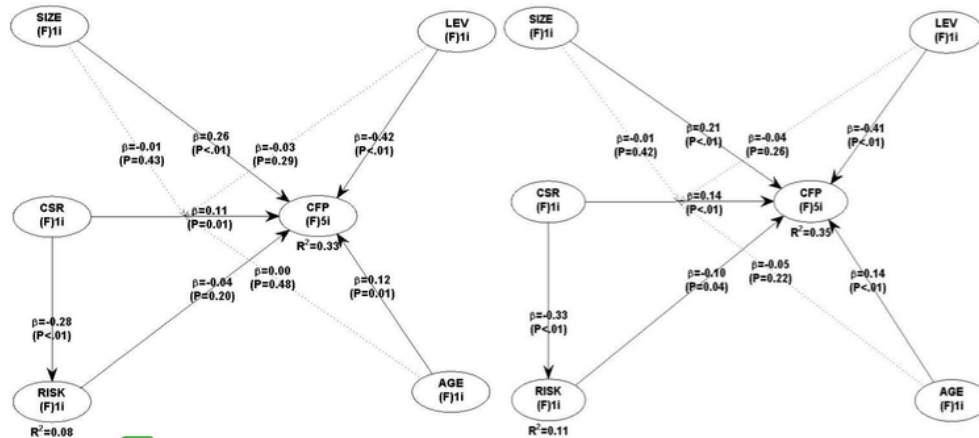 SIZE
(F)1i
LEV
(F)1i
β=-0.01
(P=0.43)
β=0.26
(P<.01)
β=-0.03
(P=0.29)
β=-0.42
(P<.01)
CSR
(F)1i
β=0.11
(P=0.01)
CFP
(F)5i
R²=0.33
β=-0.04
(P=0.20)
β=0.00
(P=0.48)
β=0.12
(P=0.01)
β=-0.28
(P<.01)
RISK
(F)1i
R²=0.08
AGE
(F)1i
SIZE
(F)1i
LEV
(F)1i
β=-0.01
(P=0.42)
β=0.21
(P<.01)
β=-0.04
(P=0.26)
β=-0.41
(P<.01)
CSR
(F)1i
β=0.14
(P<.01)
CFP
(F)5i
R²=0.35
β=-0.10
(P=0.04)
β=-0.05
(P=0.22)
β=0.14
(P<.01)
β=-0.33
(P<.01)
RISK
(F)1i
R²=0.11
AGE
(F)1i